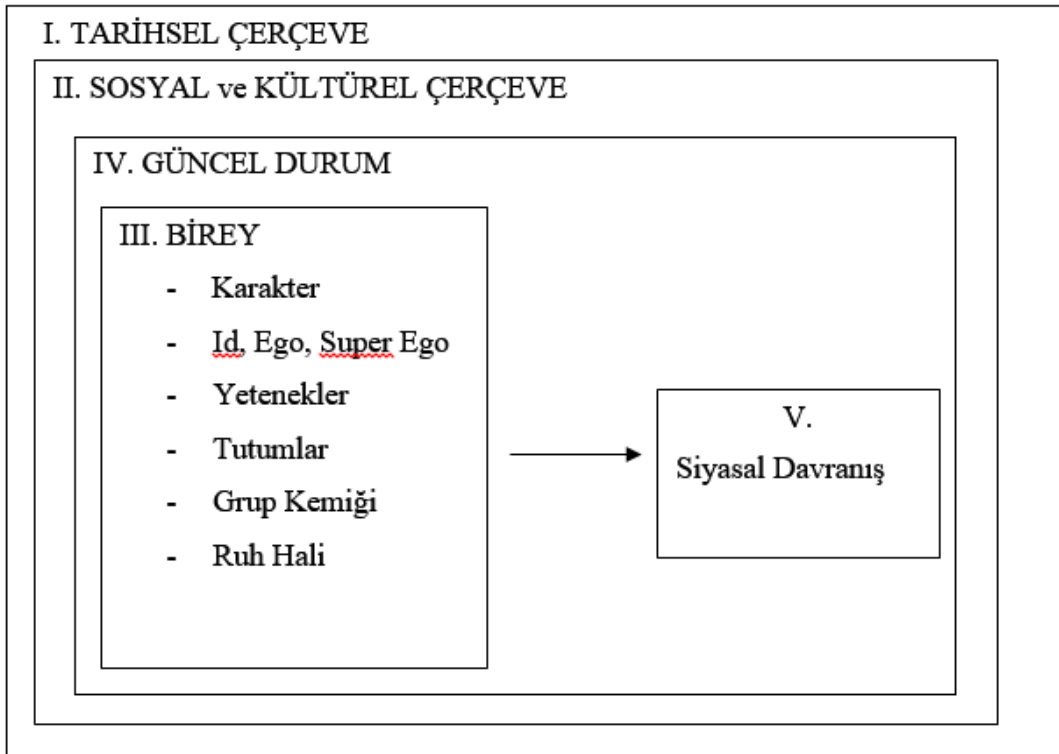 I. TARİHSEL ÇERÇEVE
II. SOSYAL ve KÜLTÜREL ÇERÇEVE
IV. GÜNCEL DURUM
III. BİREY
- Karakter
- Id, Ego, Super Ego
- Yetenekler
- Tutumlar
- Grup Kemiği
- Ruh Hali
V.
Siyasal Davranış